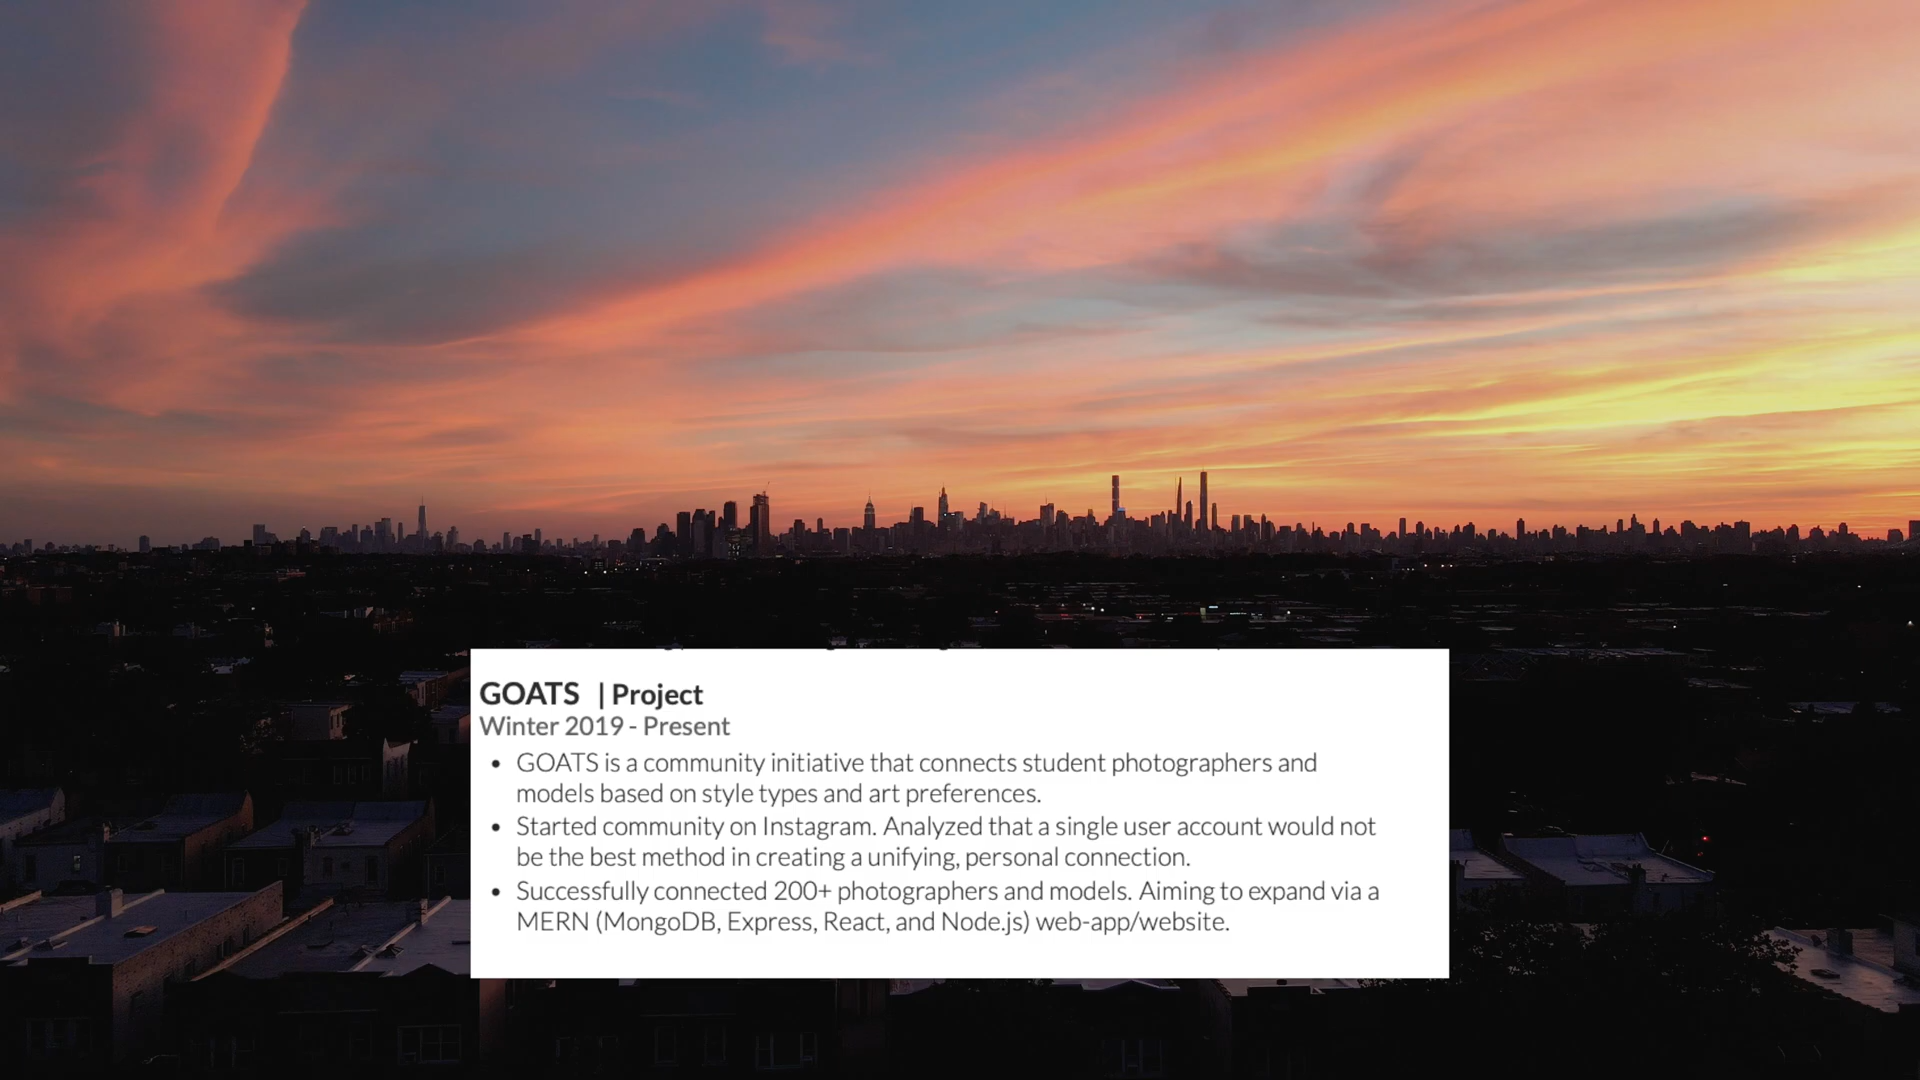 GOATS | Project
Winter 2019 - Present
• GOATS is a community initiative that connects student photographers and
models based on style types and art preferences.
• Started community on Instagram. Analyzed that a single user account would not
be the best method in creating a unifying, personal connection.
• Successfully connected 200+ photographers and models. Aiming to expand via a
MERN (MongoDB, Express, React, and Node.js) web-app/website.